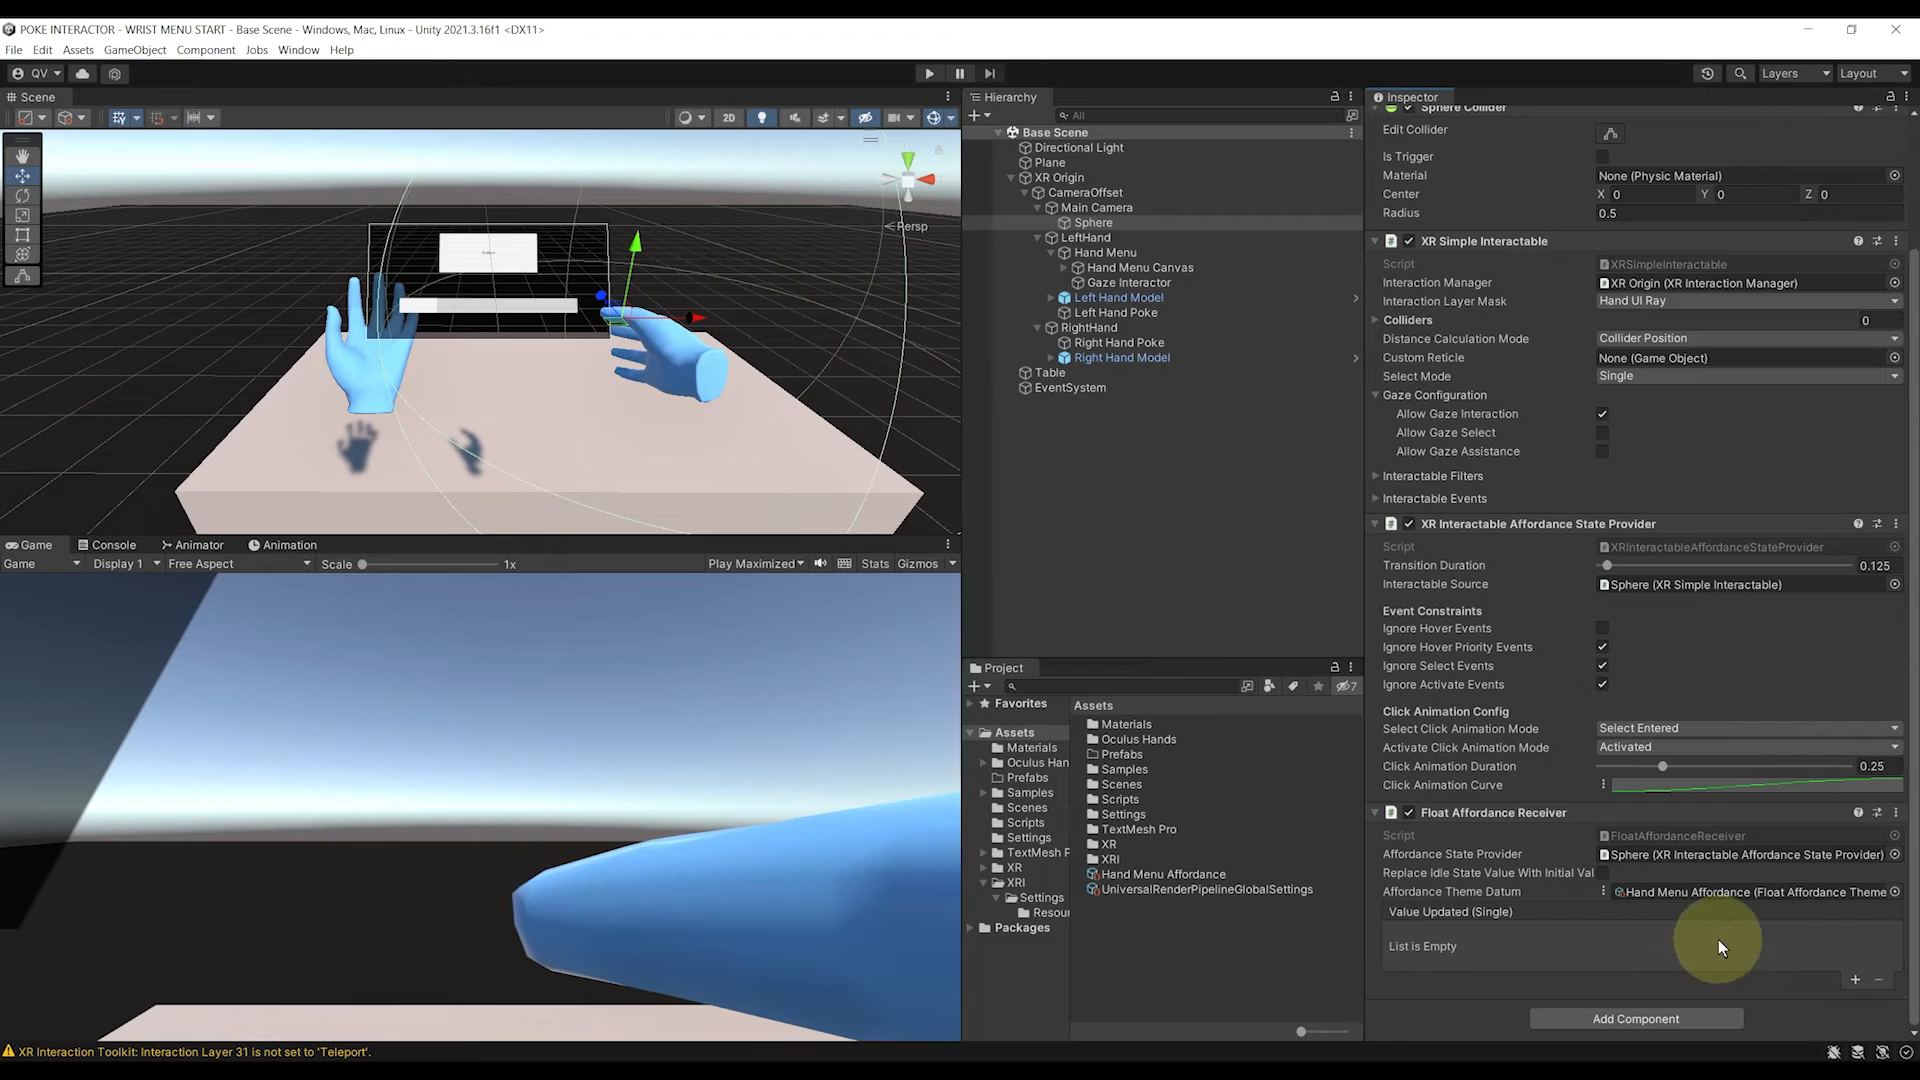 POKE INTERACTOR - WRIST MENU START - Base Scene - Windows, Mac, Linux - Unity 2021.3.16f1 <DX11>
File Edit Assets GameObject Component Jobs Window Help
QV Layers Layout
Scene
2D
Persp
Hierarchy
All
Base Scene
Directional Light
Plane
XR Origin
CameraOffset
Main Camera
Sphere
LeftHand
Hand Menu
Hand Menu Canvas
Gaze Interactor
Left Hand Model
Left Hand Poke
RightHand
Right Hand Poke
Right Hand Model
Table
EventSystem
Game Console Animator Animation
Game Display 1 Free Aspect Scale 1x Play Maximized Stats Gizmos
Project
7
Favorites
Assets
Materials
Oculus Han
Prefabs
Samples
Scenes
Scripts
Settings
TextMesh P
XR
XRI
Settings
Resou
Packages
Assets
Materials
Oculus Hands
Prefabs
Samples
Scenes
Scripts
Settings
TextMesh Pro
XR
XRI
Hand Menu Affordance
UniversalRenderPipelineGlobalSettings
Inspector
Sphere Collider
Edit Collider
Is Trigger
Material None (Physic Material)
Center X 0 Y 0 Z 0
Radius 0.5
XR Simple Interactable
Script XRSimpleInteractable
Interaction Manager XR Origin (XR Interaction Manager)
Interaction Layer Mask Hand UI Ray
Colliders 0
Distance Calculation Mode Collider Position
Custom Reticle None (Game Object)
Select Mode Single
Gaze Configuration
Allow Gaze Interaction
Allow Gaze Select
Allow Gaze Assistance
Interactable Filters
Interactable Events
XR Interactable Affordance State Provider
Script XRInteractableAffordanceStateProvider
Transition Duration 0.125
Interactable Source Sphere (XR Simple Interactable)
Event Constraints
Ignore Hover Events
Ignore Hover Priority Events
Ignore Select Events
Ignore Activate Events
Click Animation Config
Select Click Animation Mode Select Entered
Activate Click Animation Mode Activated
Click Animation Duration 0.25
Click Animation Curve
Float Affordance Receiver
Script FloatAffordanceReceiver
Affordance State Provider Sphere (XR Interactable Affordance State Provider)
Replace Idle State Value With Initial Val
Affordance Theme Datum Hand Menu Affordance (Float Affordance Theme
Value Updated (Single)
List is Empty
Add Component
XR Interaction Toolkit: Interaction Layer 31 is not set to 'Teleport'.